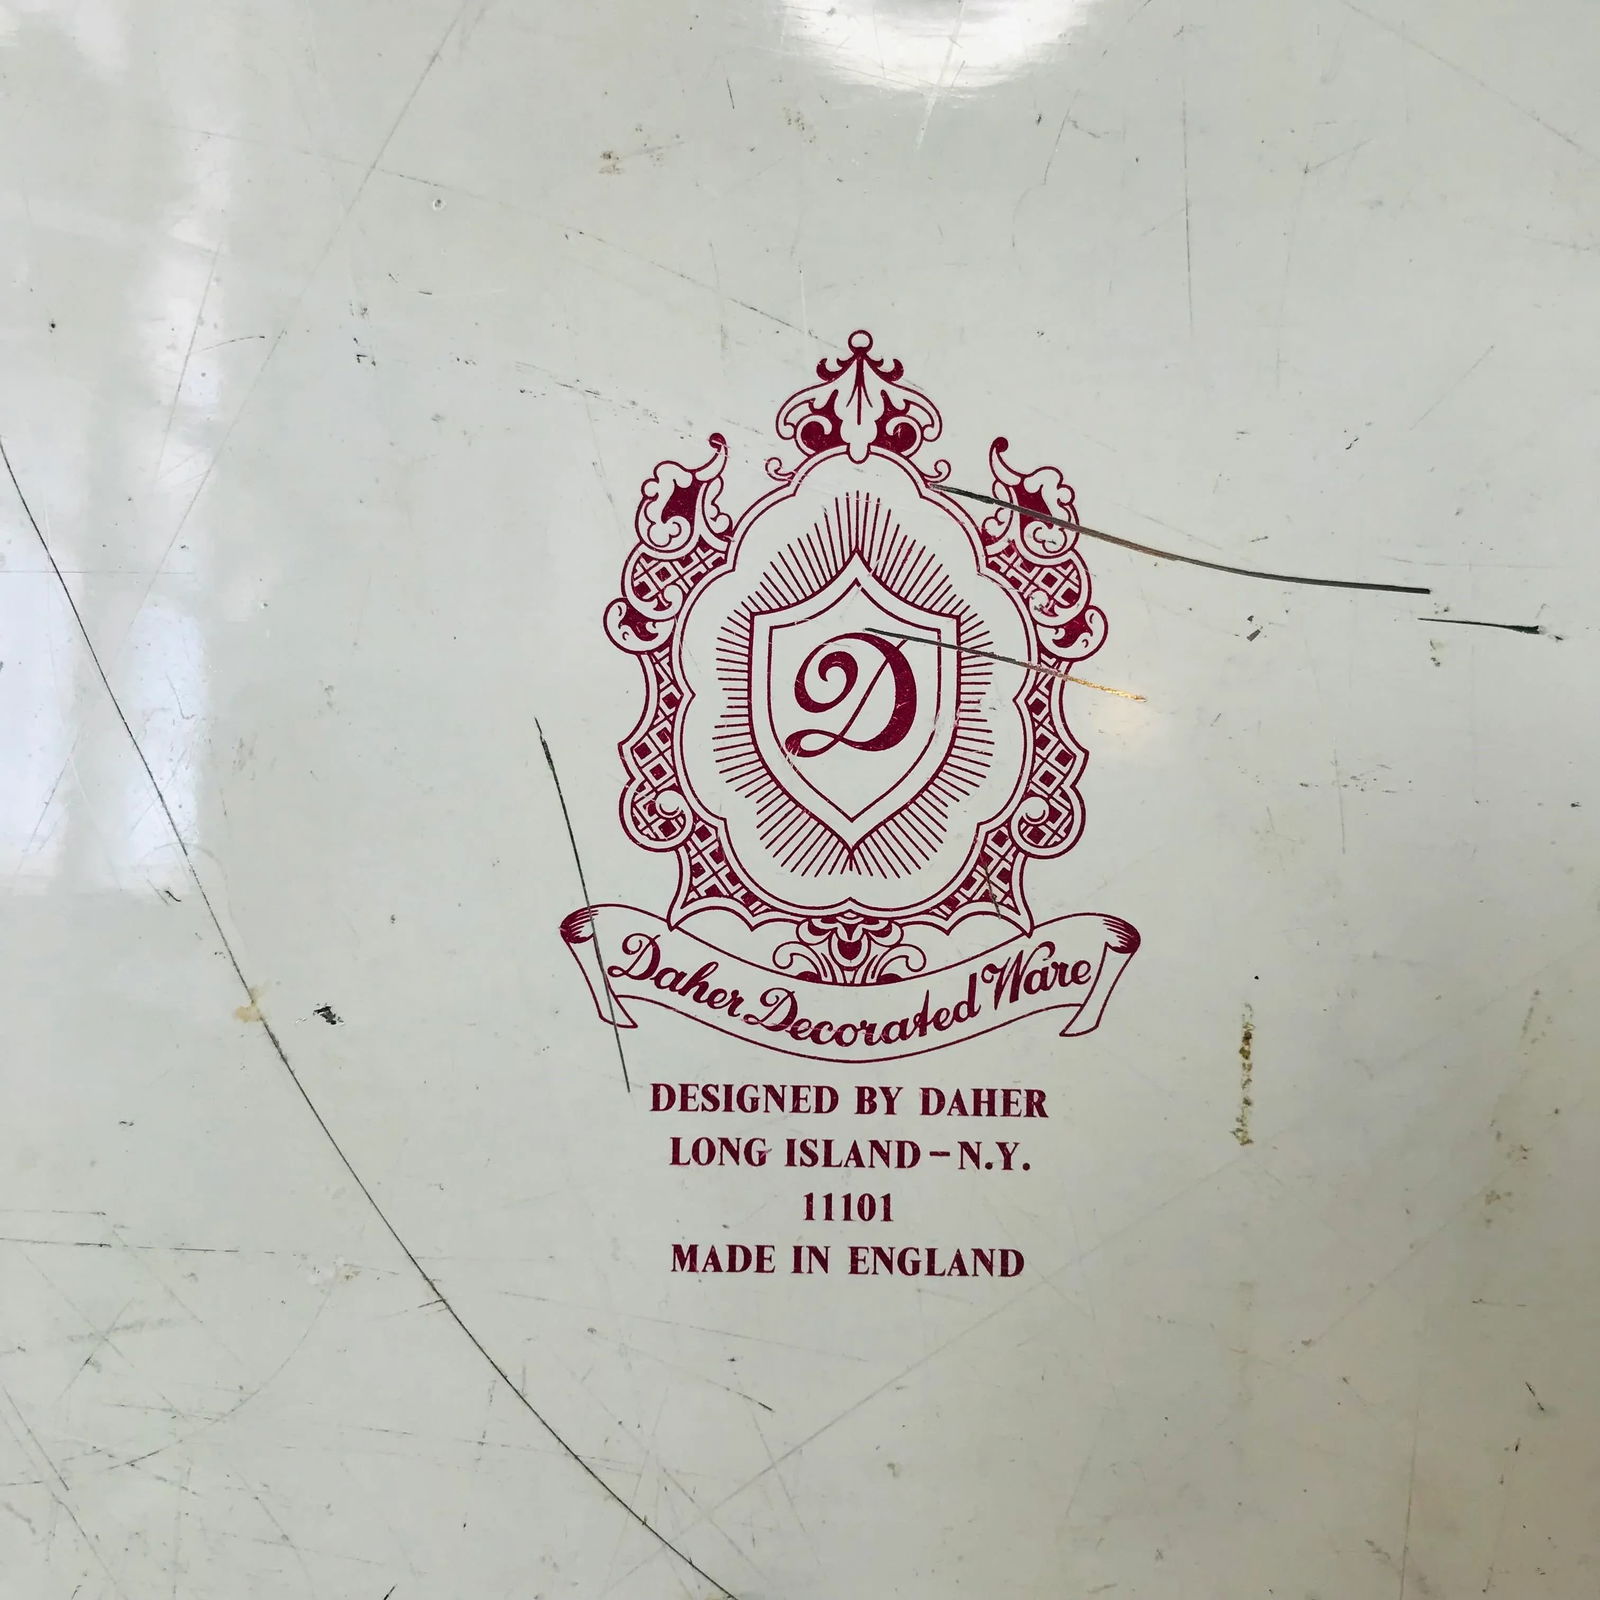 D
Daher Decorated Ware
DESIGNED BY DAHER
LONG ISLAND – N.Y.
11101
MADE IN ENGLAND